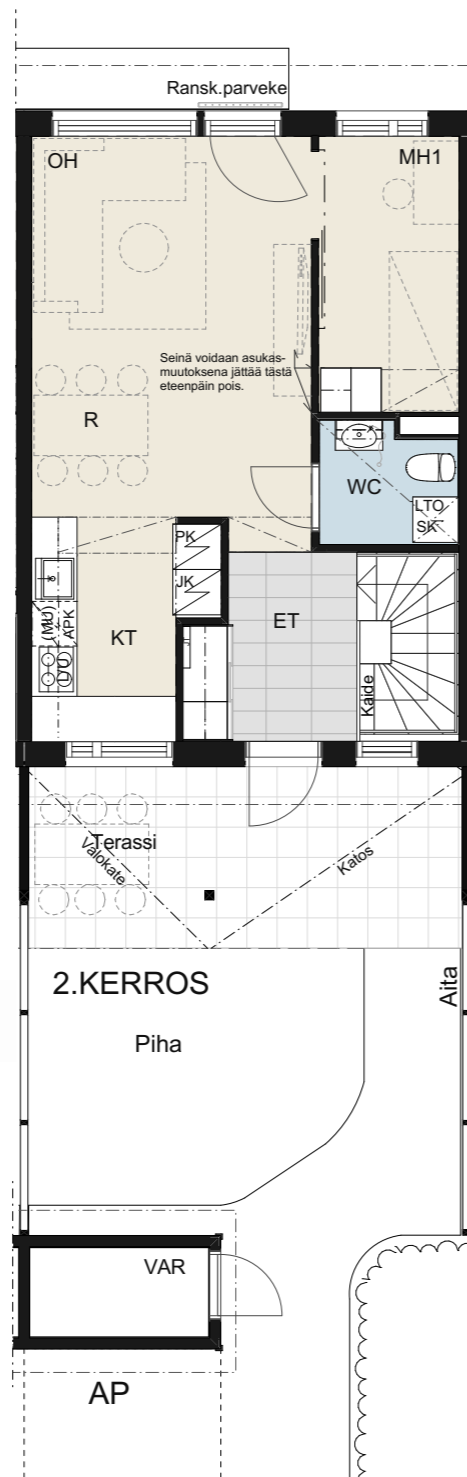 Ransk.parveke
OH
MH1
Seinä voidaan asukas-
muutoksena jättää tästä
eteenpäin pois.
R
WC
LTO
SK
PK
JK
(MU)
APK
L/U
KT
ET
Kaide
Terassi
Valokate
Katos
2.KERROS
Aita
Piha
VAR
AP